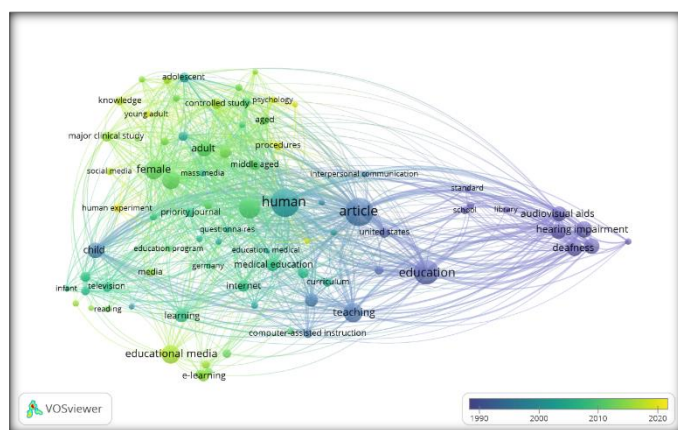 adolescent
knowledge
controlled study
psychology
young adult
aged
major clinical study
adult
procedures
female
middle aged
social media
mass media
interpersonal communication
standard
human
human experiment
priority journal
article
school
library
audiovisual aids
questionnaires
united states
hearing impairment
child
education program
education, medical
deafness
media
germany
medical education
education
infant
television
internet
curriculum
reading
learning
teaching
computer-assisted instruction
educational media
e-learning
VOSviewer
1990 2000 2010 2020